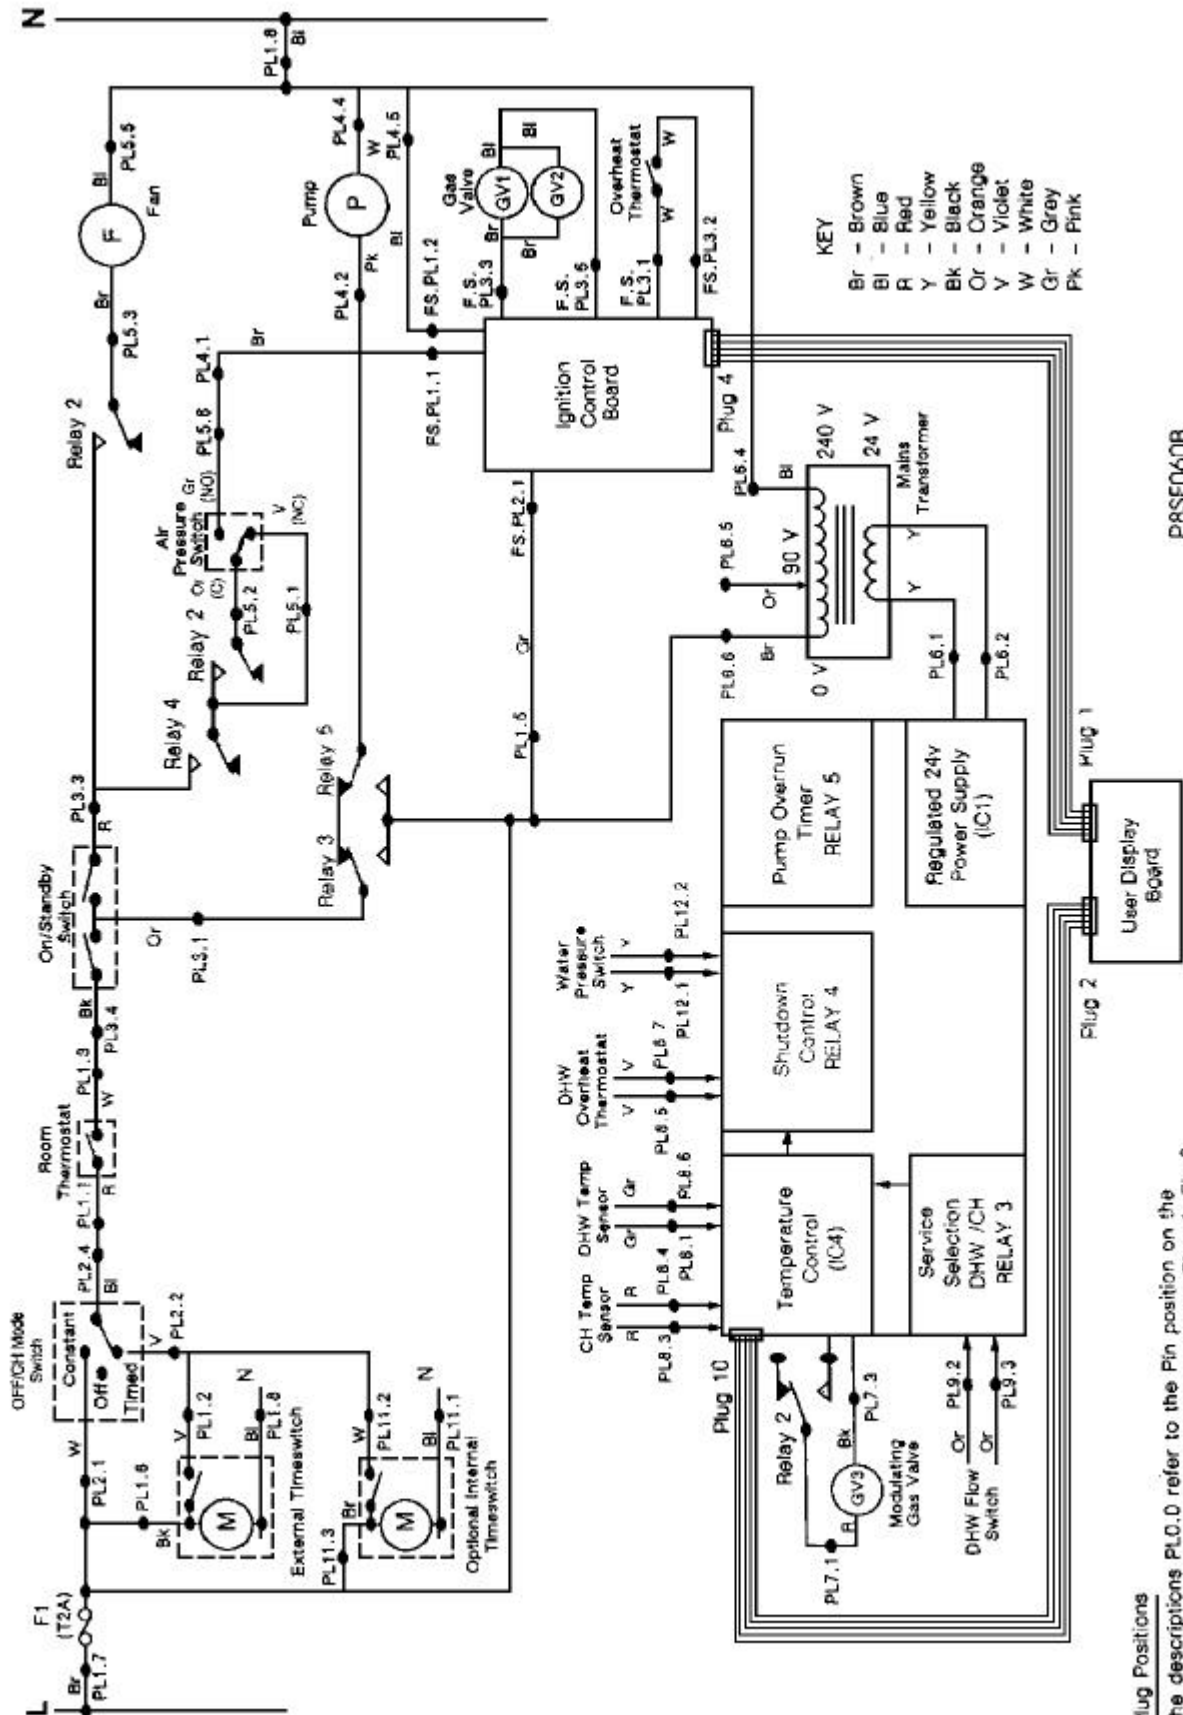 L
N
Br
PL1.7
F1
(T2A)
PL2.1
W
OFF/CH Mode
Switch
Constant
Off
Timed
Bl
PL2.4
PL1.1
R
Room
Thermostat
W
PL1.3
PL3.4
Bk
On/Standby
Switch
R
PL3.3
Or
PL3.1
Relay 2
PL5.3
Br
F
Fan
Bl
PL5.5
PL1.8
Bl
V
PL2.2
PL1.6
Bk
M
V
PL1.2
Bl
PL1.8
N
External Timeswitch
PL11.3
Br
M
W
PL11.2
Bl
PL11.1
N
Optional Internal
Timeswitch
Relay 4
Relay 2
Air
Pressure
Switch
Or
(C)
Gr
(NO)
V
(NC)
PL5.2
PL5.1
PL5.6
PL4.1
Br
Relay 3
Relay 5
PL4.2
Pk
Pump
P
W
PL4.4
Bl
PL4.5
FS.PL1.1
FS.PL1.2
PL1.5
Gr
FS.PL2.1
Ignition
Control
Board
Plug 4
F.S.
PL3.3
Br
Br
Gas
Valve
GV1
GV2
Bl
Bl
F.S.
PL3.5
F.S.
PL3.1
W
Overheat
Thermostat
W
FS.PL3.2
PL6.6
Br
Or
PL6.5
PL6.4
Bl
0 V
90 V
240 V
24 V
Mains
Transformer
Y
Y
PL6.1
PL6.2
CH Temp
Sensor
R
R
PL8.3
PL8.4
DHW Temp
Sensor
Gr
Gr
PL8.1
PL8.6
DHW
Overheat
Thermostat
V
V
PL8.5
PL8.7
Water
Pressure
Switch
Y
Y
PL12.1
PL12.2
Plug 10
Temperature
Control
(IC4)
Shutdown
Control
RELAY 4
Pump Overrun
Timer
RELAY 5
Service
Selection
DHW /CH
RELAY 3
Regulated 24v
Power Supply
(IC1)
Relay 2
PL7.1
R
GV3
Bk
PL7.3
Modulating
Gas Valve
DHW Flow
Switch
Or
Or
PL9.2
PL9.3
Plug 2
Plug 1
User Display
Board
KEY
Br – Brown
Bl – Blue
R – Red
Y – Yellow
Bk – Black
Or – Orange
V – Violet
W – White
Gr – Grey
Pk – Pink
lug Positions
he descriptions PL0.0 refer to the Pin position on the